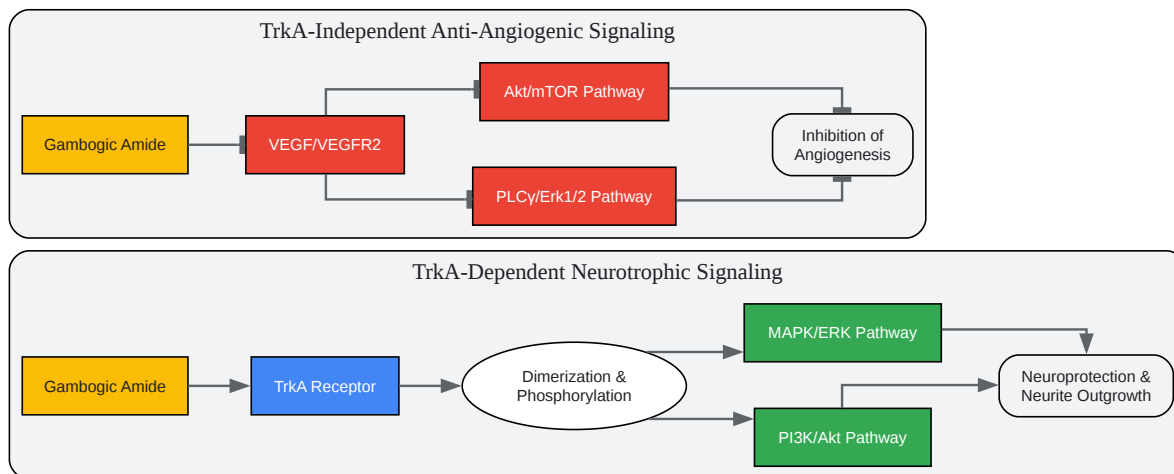 TrkA-Independent Anti-Angiogenic Signaling
Gambogic Amide
VEGF/VEGFR2
Akt/mTOR Pathway
PLCγ/Erk1/2 Pathway
Inhibition of
Angiogenesis
TrkA-Dependent Neurotrophic Signaling
Gambogic Amide
TrkA Receptor
Dimerization &
Phosphorylation
MAPK/ERK Pathway
PI3K/Akt Pathway
Neuroprotection &
Neurite Outgrowth